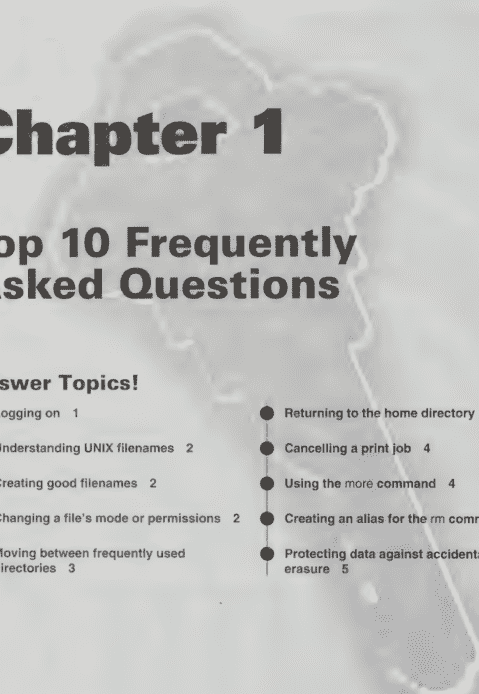 Chapter 1
op 10 Frequently
sked Questions
swer Topics!
ogging on 1
nderstanding UNIX filenames 2
reating good filenames 2
hanging a file's mode or permissions 2
oving between frequently used
irectories 3
Returning to the home directory
Cancelling a print job 4
Using the more command 4
Creating an alias for the rm comm
Protecting data against accident
erasure 5